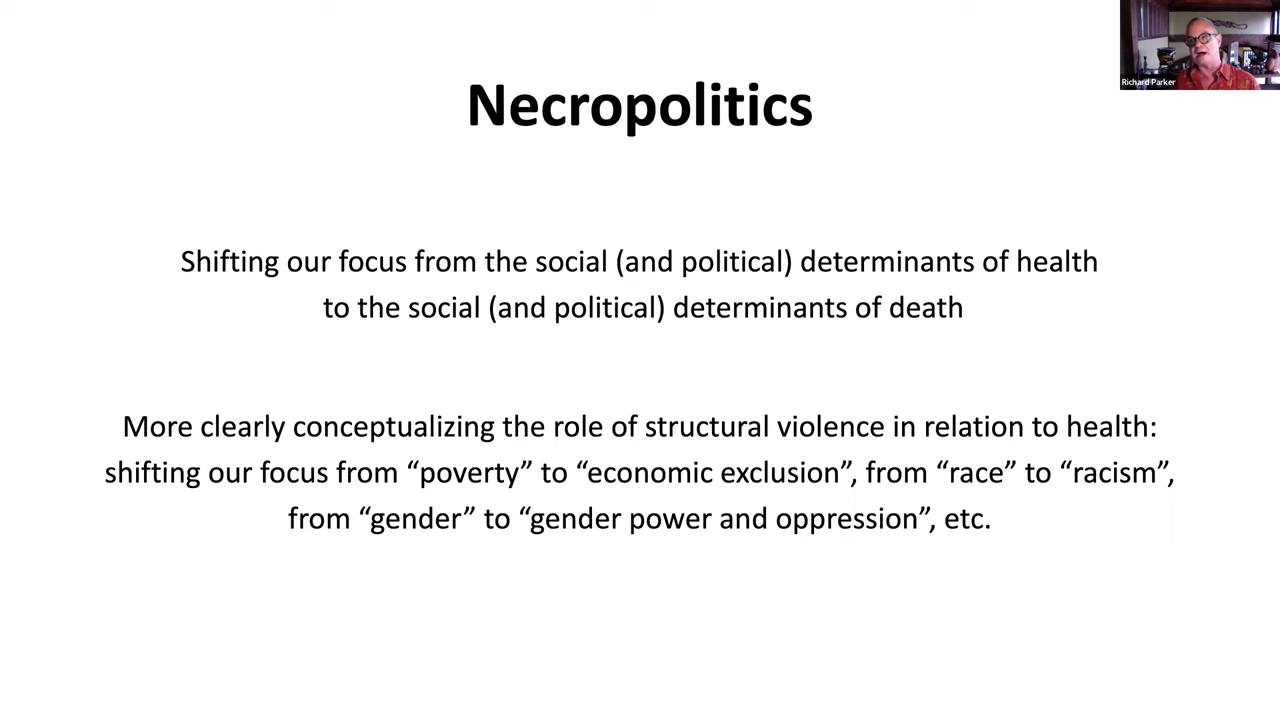 Richard Parker
Necropolitics
Shifting our focus from the social (and political) determinants of health
to the social (and political) determinants of death
More clearly conceptualizing the role of structural violence in relation to health:
shifting our focus from “poverty” to “economic exclusion”, from “race” to “racism”,
from “gender” to “gender power and oppression”, etc.